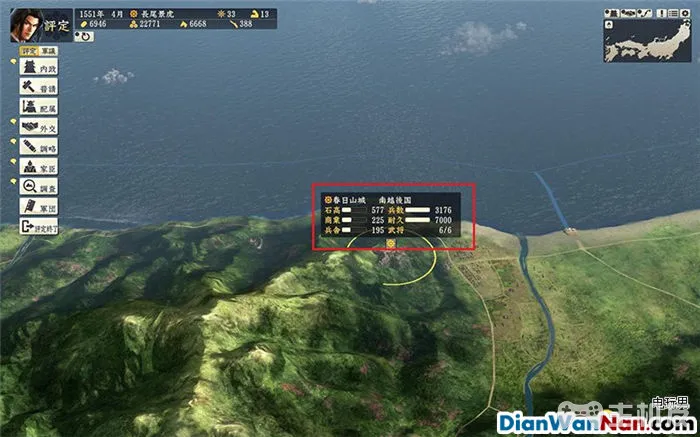 評定
1551年 4月 長尾景虎 33 13
6946 22771 6668 388
評定 軍議
内政
普請
配属
外交
調略
家臣
調査
軍団
評定終了
春日山城 南越後国
石高 577 兵数 3176
商業 225 耐久 7000
兵舎 195 武将 6/6
电玩男
DianWanNan.com